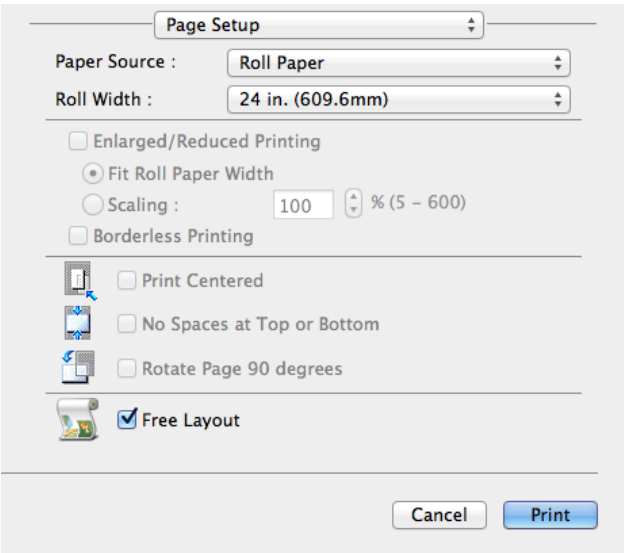 Page Setup
Paper Source : Roll Paper
Roll Width : 24 in. (609.6mm)
Enlarged/Reduced Printing
Fit Roll Paper Width
Scaling : 100 % (5 – 600)
Borderless Printing
Print Centered
No Spaces at Top or Bottom
Rotate Page 90 degrees
Free Layout
Cancel Print